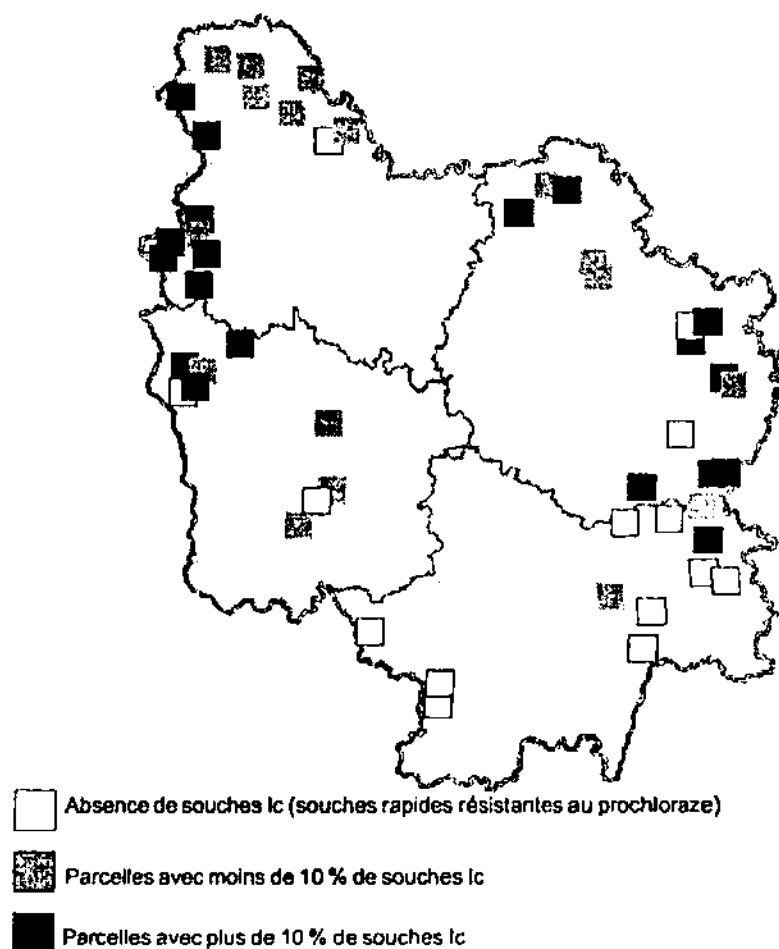 Absence de souches Ic (souches rapides résistantes au prochloraze)
Parcelles avec moins de 10 % de souches Ic
Parcelles avec plus de 10 % de souches Ic